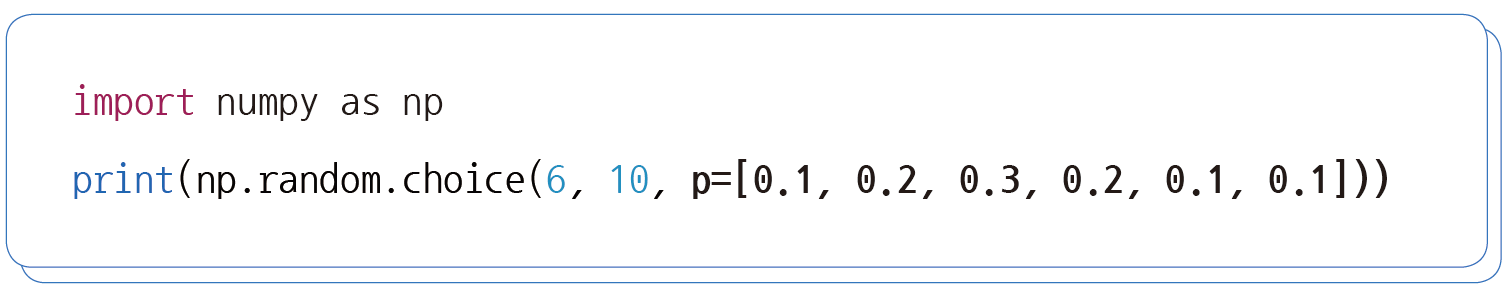 import numpy as np
print(np.random.choice(6, 10, p=[0.1, 0.2, 0.3, 0.2, 0.1, 0.1]))